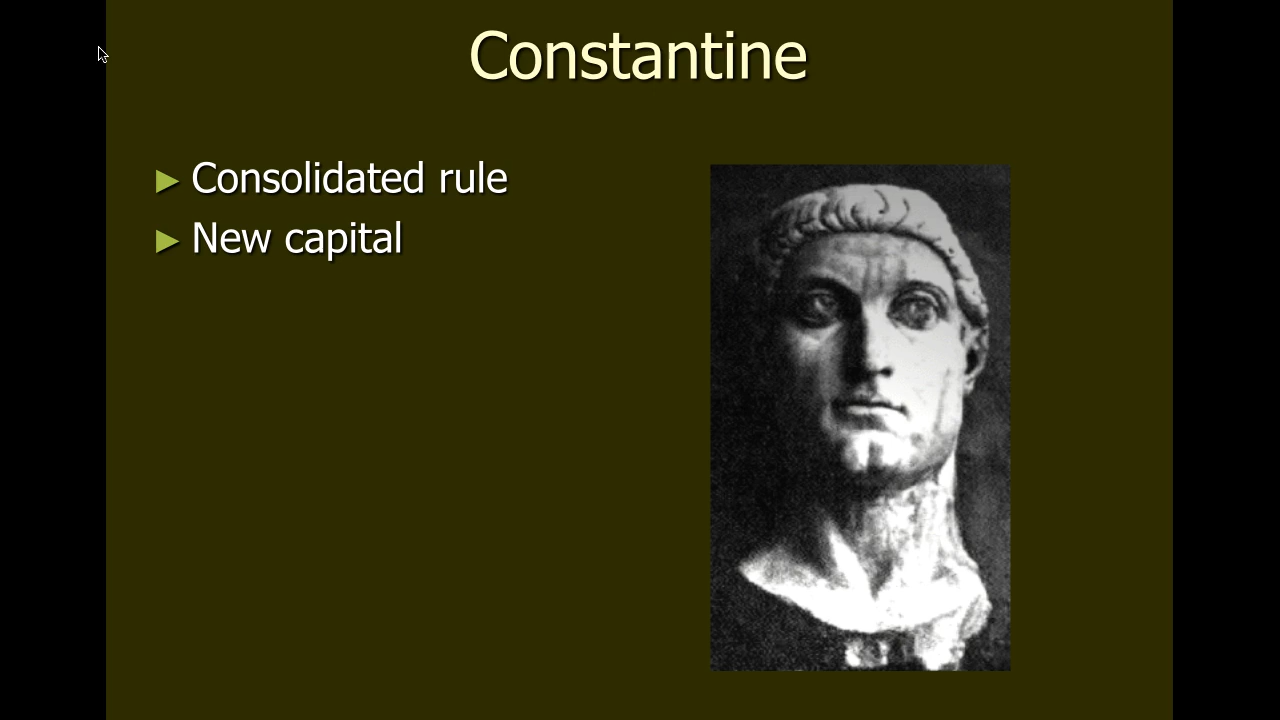 Constantine
► Consolidated rule
► New capital